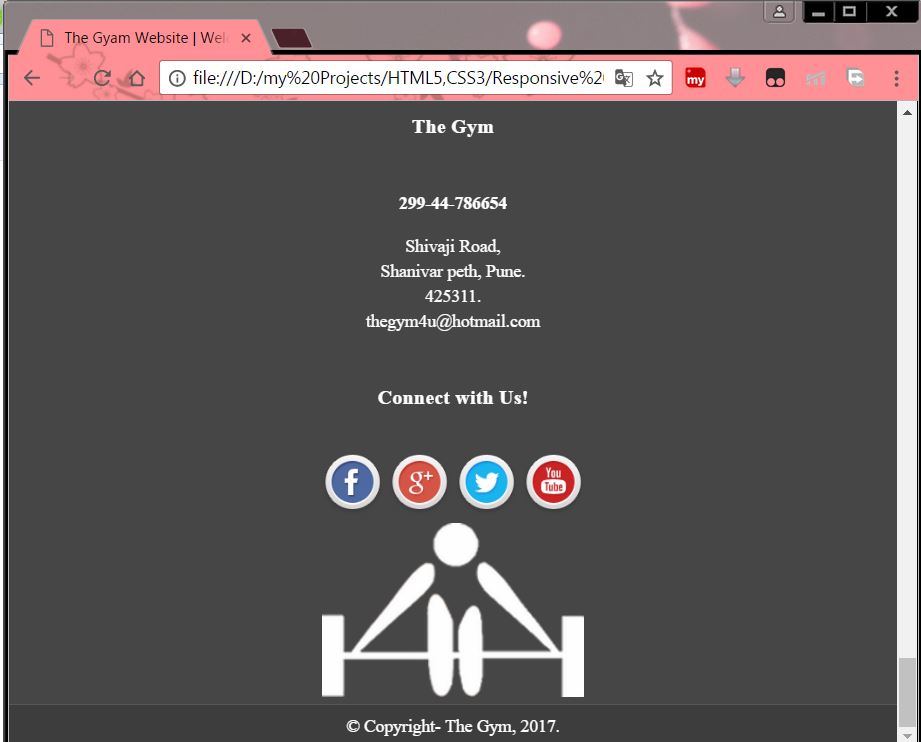 The Gyam Website | Wel
file:///D:/my%20Projects/HTML5,CSS3/Responsive%2
my
The Gym
299-44-786654
Shivaji Road,
Shanivar peth, Pune.
425311.
thegym4u@hotmail.com
Connect with Us!
f g+ You Tube
© Copyright- The Gym, 2017.